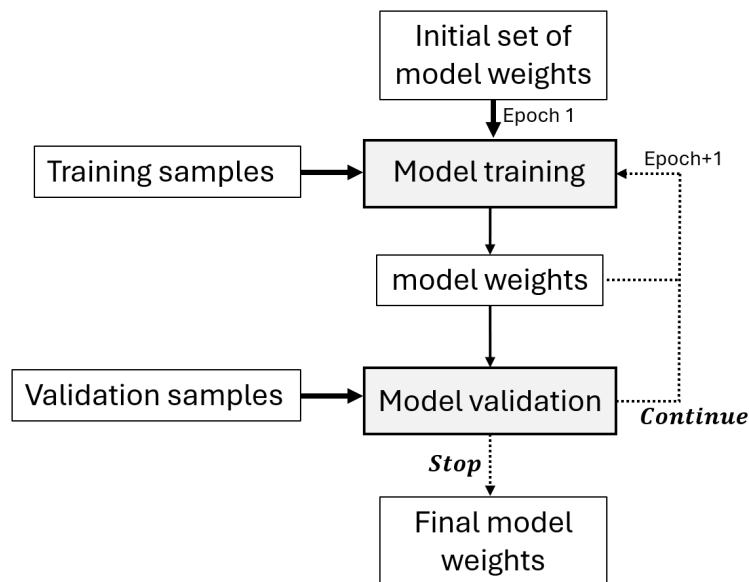 Initial set of
model weights
Epoch 1
Training samples
Model training
Epoch+1
model weights
Validation samples
Model validation
Continue
Stop
Final model
weights